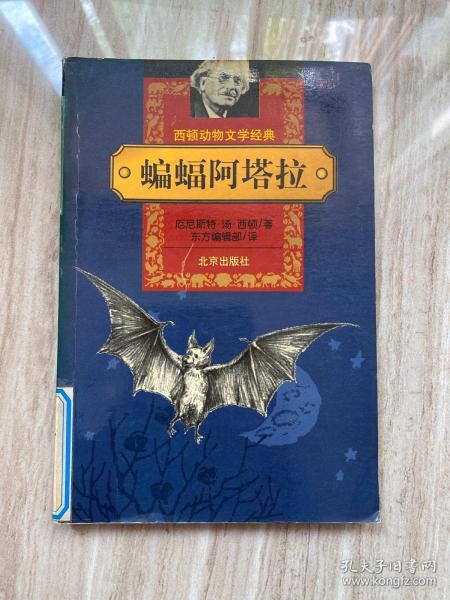 西顿动物文学经典
蝙蝠阿塔拉
厄尼斯特·汤·西顿/著
东方编辑部/译
北京出版社
孔夫子旧书网
www.kongfz.com